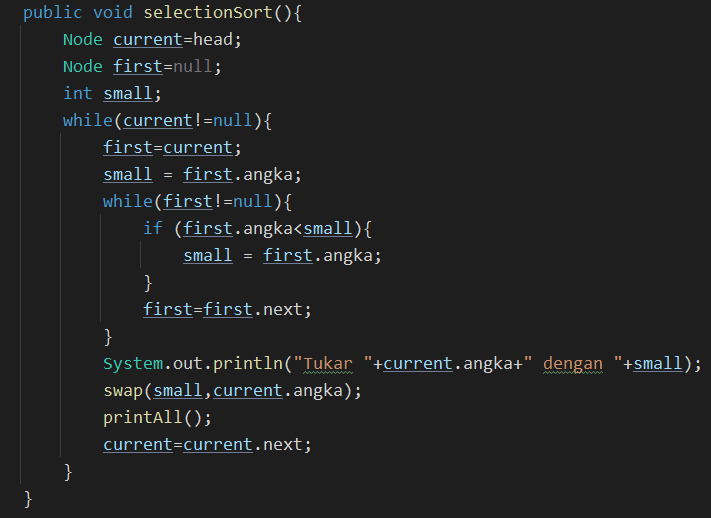 public void selectionSort(){
    Node current=head;
    Node first=null;
    int small;
    while(current!=null){
        first=current;
        small = first.angka;
        while(first!=null){
            if (first.angka<small){
                small = first.angka;
            }
            first=first.next;
        }
        System.out.println("Tukar "+current.angka+" dengan "+small);
        swap(small,current.angka);
        printAll();
        current=current.next;
    }
}